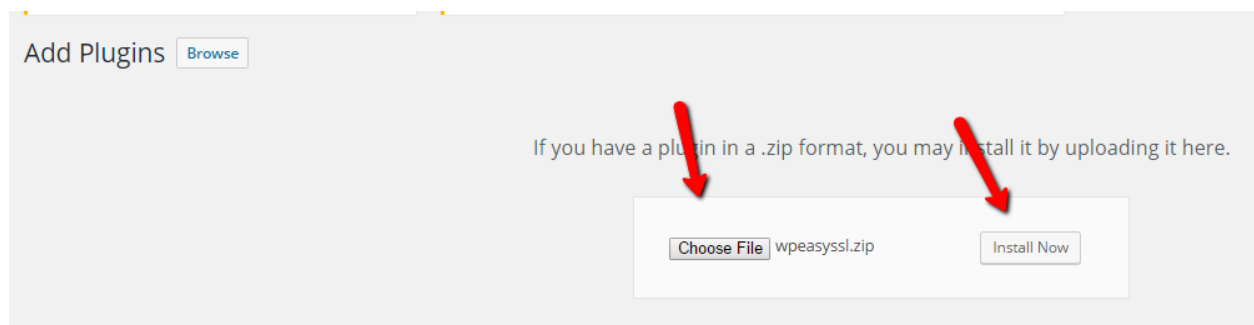 Add Plugins Browse
If you have a plugin in a .zip format, you may install it by uploading it here.
Choose File wpeasyssl.zip Install Now